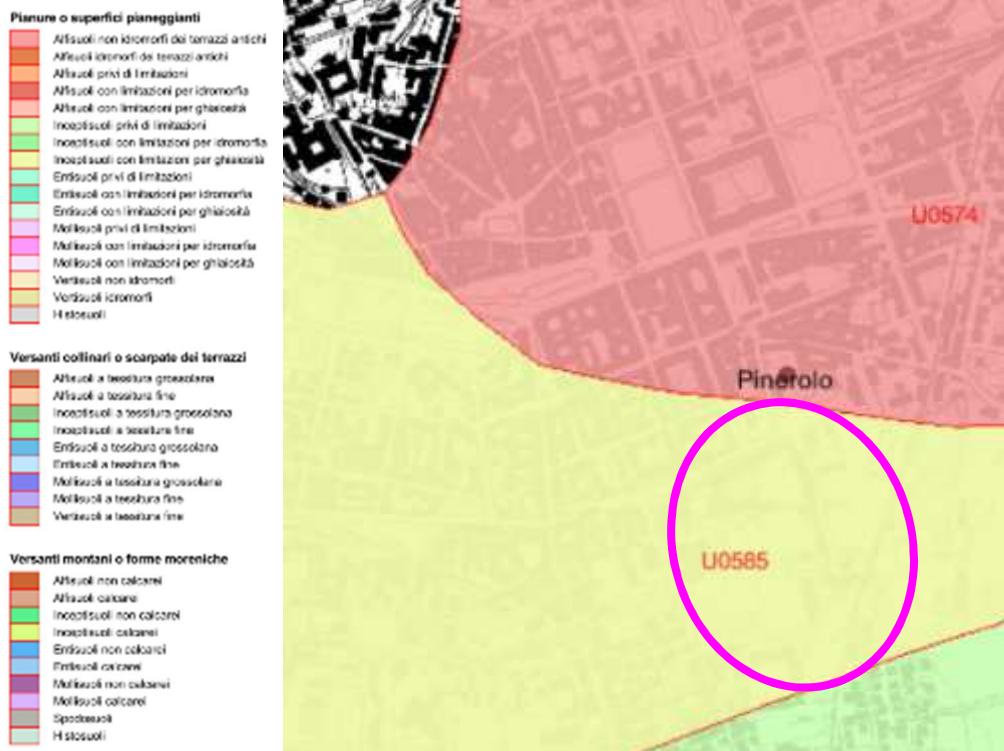 Pianure o superfici pianeggianti
Alfisuoli non idromorfi dei terrazzi antichi
Alfisuoli idromorfi dei terrazzi antichi
Alfisuoli privi di limitazioni
Alfisuoli con limitazioni per idromorfia
Alfisuoli con limitazioni per ghiaiosità
Inceptisuoli privi di limitazioni
Inceptisuoli con limitazioni per idromorfia
Inceptisuoli con limitazioni per ghiaiosità
Entisuoli privi di limitazioni
Entisuoli con limitazioni per idromorfia
Entisuoli con limitazioni per ghiaiosità
Mollisuoli privi di limitazioni
Mollisuoli con limitazioni per idromorfia
Mollisuoli con limitazioni per ghiaiosità
Vertisuoli non idromorfi
Vertisuoli idromorfi
Histosuoli
Versanti collinari o scarpate dei terrazzi
Alfisuoli a tessitura grossolana
Alfisuoli a tessitura fine
Inceptisuoli a tessitura grossolana
Inceptisuoli a tessitura fine
Entisuoli a tessitura grossolana
Entisuoli a tessitura fine
Mollisuoli a tessitura grossolana
Mollisuoli a tessitura fine
Vertisuoli a tessitura fine
Versanti montani o forme moreniche
Alfisuoli non calcarei
Alfisuoli calcarei
Inceptisuoli non calcarei
Inceptisuoli calcarei
Entisuoli non calcarei
Entisuoli calcarei
Mollisuoli non calcarei
Mollisuoli calcarei
Spodosuoli
Histosuoli
U0574
Pinerolo
U0585